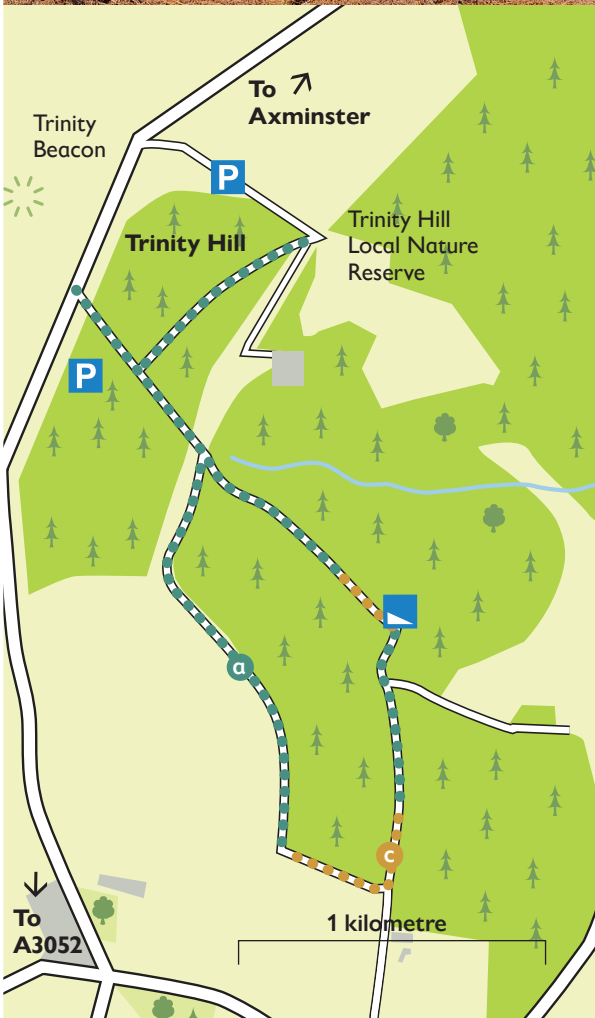 To
Axminster
Trinity
Beacon
P
Trinity Hill
Trinity Hill
Local Nature
Reserve
P
a
c
To
A3052
1 kilometre